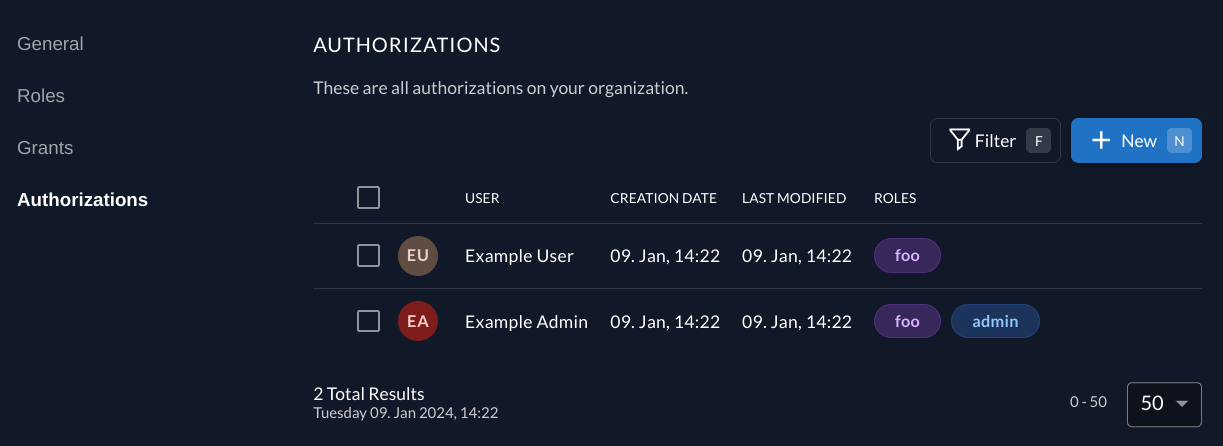 General
Roles
Grants
Authorizations
AUTHORIZATIONS
These are all authorizations on your organization.
Filter F
New N
USER CREATION DATE LAST MODIFIED ROLES
EU Example User 09. Jan, 14:22 09. Jan, 14:22 foo
EA Example Admin 09. Jan, 14:22 09. Jan, 14:22 foo admin
2 Total Results
Tuesday 09. Jan 2024, 14:22
0 - 50
50